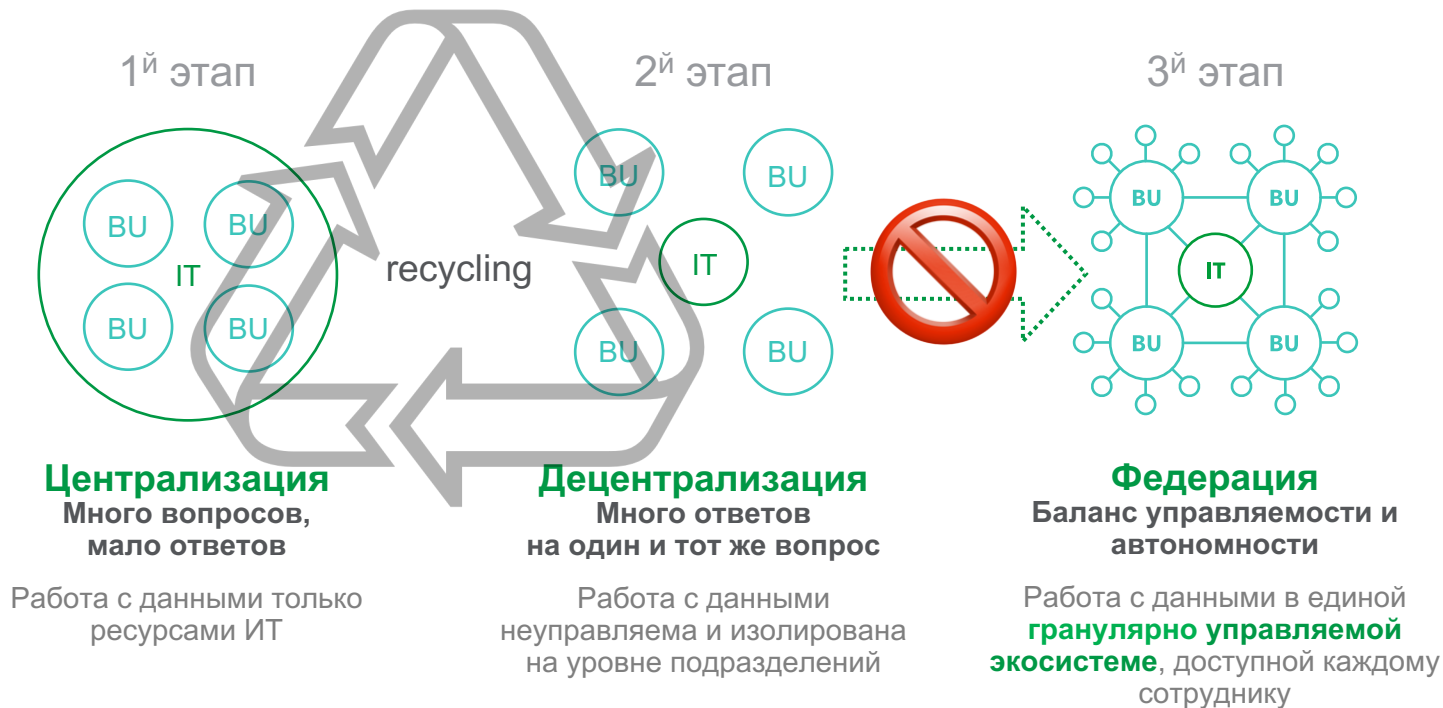 1й этап
2й этап
3й этап
BU
BU
IT
BU
BU
recycling
BU
BU
IT
BU
BU
BU
BU
IT
BU
BU
Централизация
Много вопросов,
мало ответов
Работа с данными только
ресурсами ИТ
Децентрализация
Много ответов
на один и тот же вопрос
Работа с данными
неуправляема и изолирована
на уровне подразделений
Федерация
Баланс управляемости и
автономности
Работа с данными в единой
гранулярно управляемой
экосистеме, доступной каждому
сотруднику